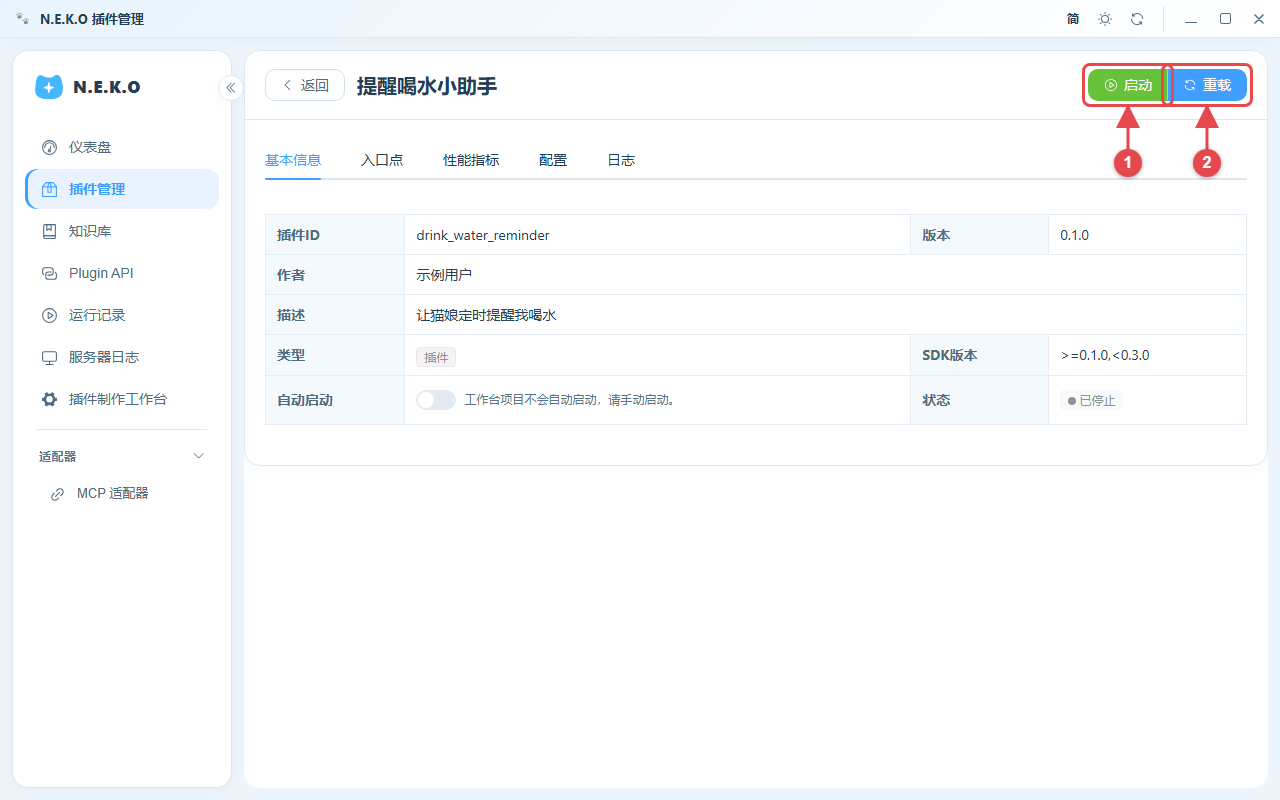 N.E.K.O 插件管理
简
N.E.K.O
仪表盘
插件管理
知识库
Plugin API
运行记录
服务器日志
插件制作工作台
适配器
MCP 适配器
返回
提醒喝水小助手
启动
重载
1
2
基本信息
入口点
性能指标
配置
日志
插件ID
drink_water_reminder
版本
0.1.0
作者
示例用户
描述
让猫娘定时提醒我喝水
类型
插件
SDK版本
>=0.1.0,<0.3.0
自动启动
工作台项目不会自动启动，请手动启动。
状态
已停止